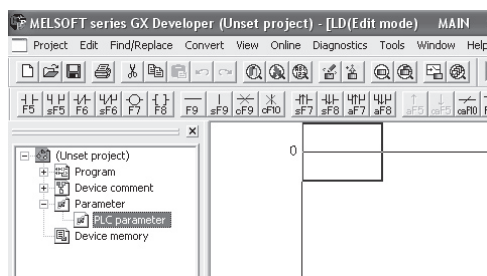 MELSOFT series GX Developer (Unset project) - [LD(Edit mode) MAIN
Project Edit Find/Replace Convert View Online Diagnostics Tools Window Help
F5 sF5 F6 sF6 F7 F8 F9 sF9 cF9 cF10 sF7 sF8 aF7 aF8 aF5 caF5 caF10
(Unset project)
Program
Device comment
Parameter
PLC parameter
Device memory
0